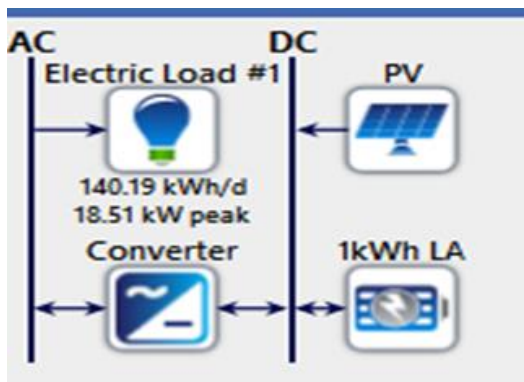 AC DC
Electric Load #1 PV
140.19 kWh/d
18.51 kW peak
Converter 1kWh LA